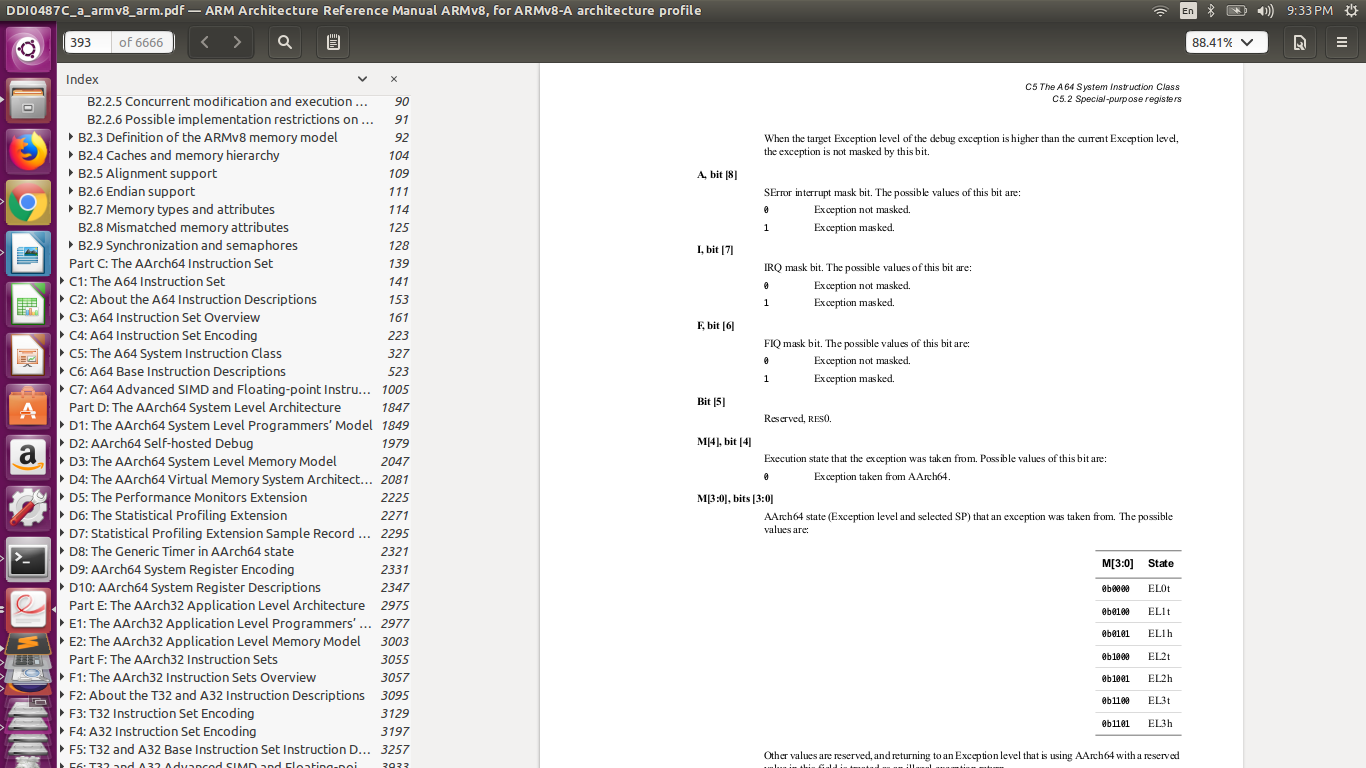 DDI0487C_a_armv8_arm.pdf — ARM Architecture Reference Manual ARMv8, for ARMv8-A architecture profile
En
9:33 PM
393 of 6666
88.41%
Index
B2.2.5 Concurrent modification and execution … 90
B2.2.6 Possible implementation restrictions on … 91
B2.3 Definition of the ARMv8 memory model 92
B2.4 Caches and memory hierarchy 104
B2.5 Alignment support 109
B2.6 Endian support 111
B2.7 Memory types and attributes 114
B2.8 Mismatched memory attributes 125
B2.9 Synchronization and semaphores 128
Part C: The AArch64 Instruction Set 139
C1: The A64 Instruction Set 141
C2: About the A64 Instruction Descriptions 153
C3: A64 Instruction Set Overview 161
C4: A64 Instruction Set Encoding 223
C5: The A64 System Instruction Class 327
C6: A64 Base Instruction Descriptions 523
C7: A64 Advanced SIMD and Floating-point Instru… 1005
Part D: The AArch64 System Level Architecture 1847
D1: The AArch64 System Level Programmers’ Model 1849
D2: AArch64 Self-hosted Debug 1979
D3: The AArch64 System Level Memory Model 2047
D4: The AArch64 Virtual Memory System Architect… 2081
D5: The Performance Monitors Extension 2225
D6: The Statistical Profiling Extension 2271
D7: Statistical Profiling Extension Sample Record … 2295
D8: The Generic Timer in AArch64 state 2321
D9: AArch64 System Register Encoding 2331
D10: AArch64 System Register Descriptions 2347
Part E: The AArch32 Application Level Architecture 2975
E1: The AArch32 Application Level Programmers’ … 2977
E2: The AArch32 Application Level Memory Model 3003
Part F: The AArch32 Instruction Sets 3055
F1: The AArch32 Instruction Sets Overview 3057
F2: About the T32 and A32 Instruction Descriptions 3095
F3: T32 Instruction Set Encoding 3129
F4: A32 Instruction Set Encoding 3197
F5: T32 and A32 Base Instruction Set Instruction D… 3257
F6: T32 and A32 Advanced SIMD and Floating-poi… 3933
C5 The A64 System Instruction Class
C5.2 Special-purpose registers
When the target Exception level of the debug exception is higher than the current Exception level,
the exception is not masked by this bit.
A, bit [8]
SError interrupt mask bit. The possible values of this bit are:
0 Exception not masked.
1 Exception masked.
I, bit [7]
IRQ mask bit. The possible values of this bit are:
0 Exception not masked.
1 Exception masked.
F, bit [6]
FIQ mask bit. The possible values of this bit are:
0 Exception not masked.
1 Exception masked.
Bit [5]
Reserved, RES0.
M[4], bit [4]
Execution state that the exception was taken from. Possible values of this bit are:
0 Exception taken from AArch64.
M[3:0], bits [3:0]
AArch64 state (Exception level and selected SP) that an exception was taken from. The possible
values are:
M[3:0] State
0b0000 EL0t
0b0100 EL1t
0b0101 EL1h
0b1000 EL2t
0b1001 EL2h
0b1100 EL3t
0b1101 EL3h
Other values are reserved, and returning to an Exception level that is using AArch64 with a reserved
value in this field is treated as an illegal exception return.